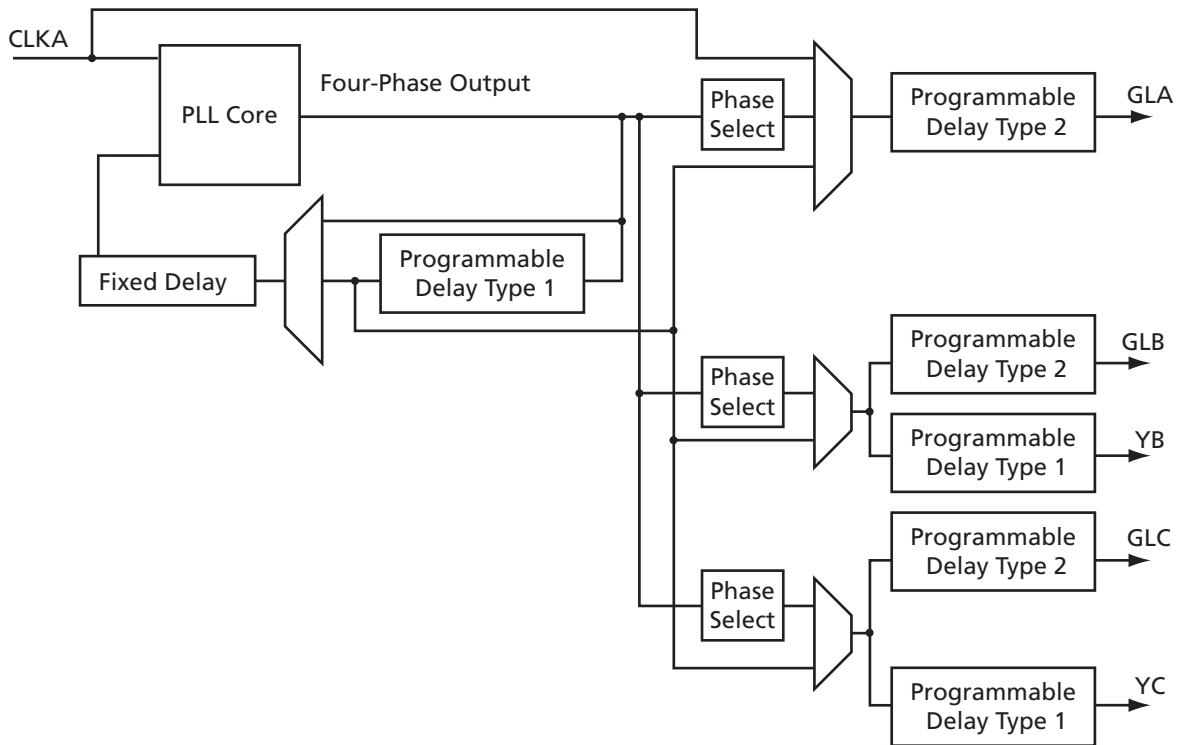 CLKA
PLL Core
Four-Phase Output
Phase
Select
Programmable
Delay Type 2
GLA
Fixed Delay
Programmable
Delay Type 1
Phase
Select
Programmable
Delay Type 2
GLB
Programmable
Delay Type 1
YB
Phase
Select
Programmable
Delay Type 2
GLC
Programmable
Delay Type 1
YC